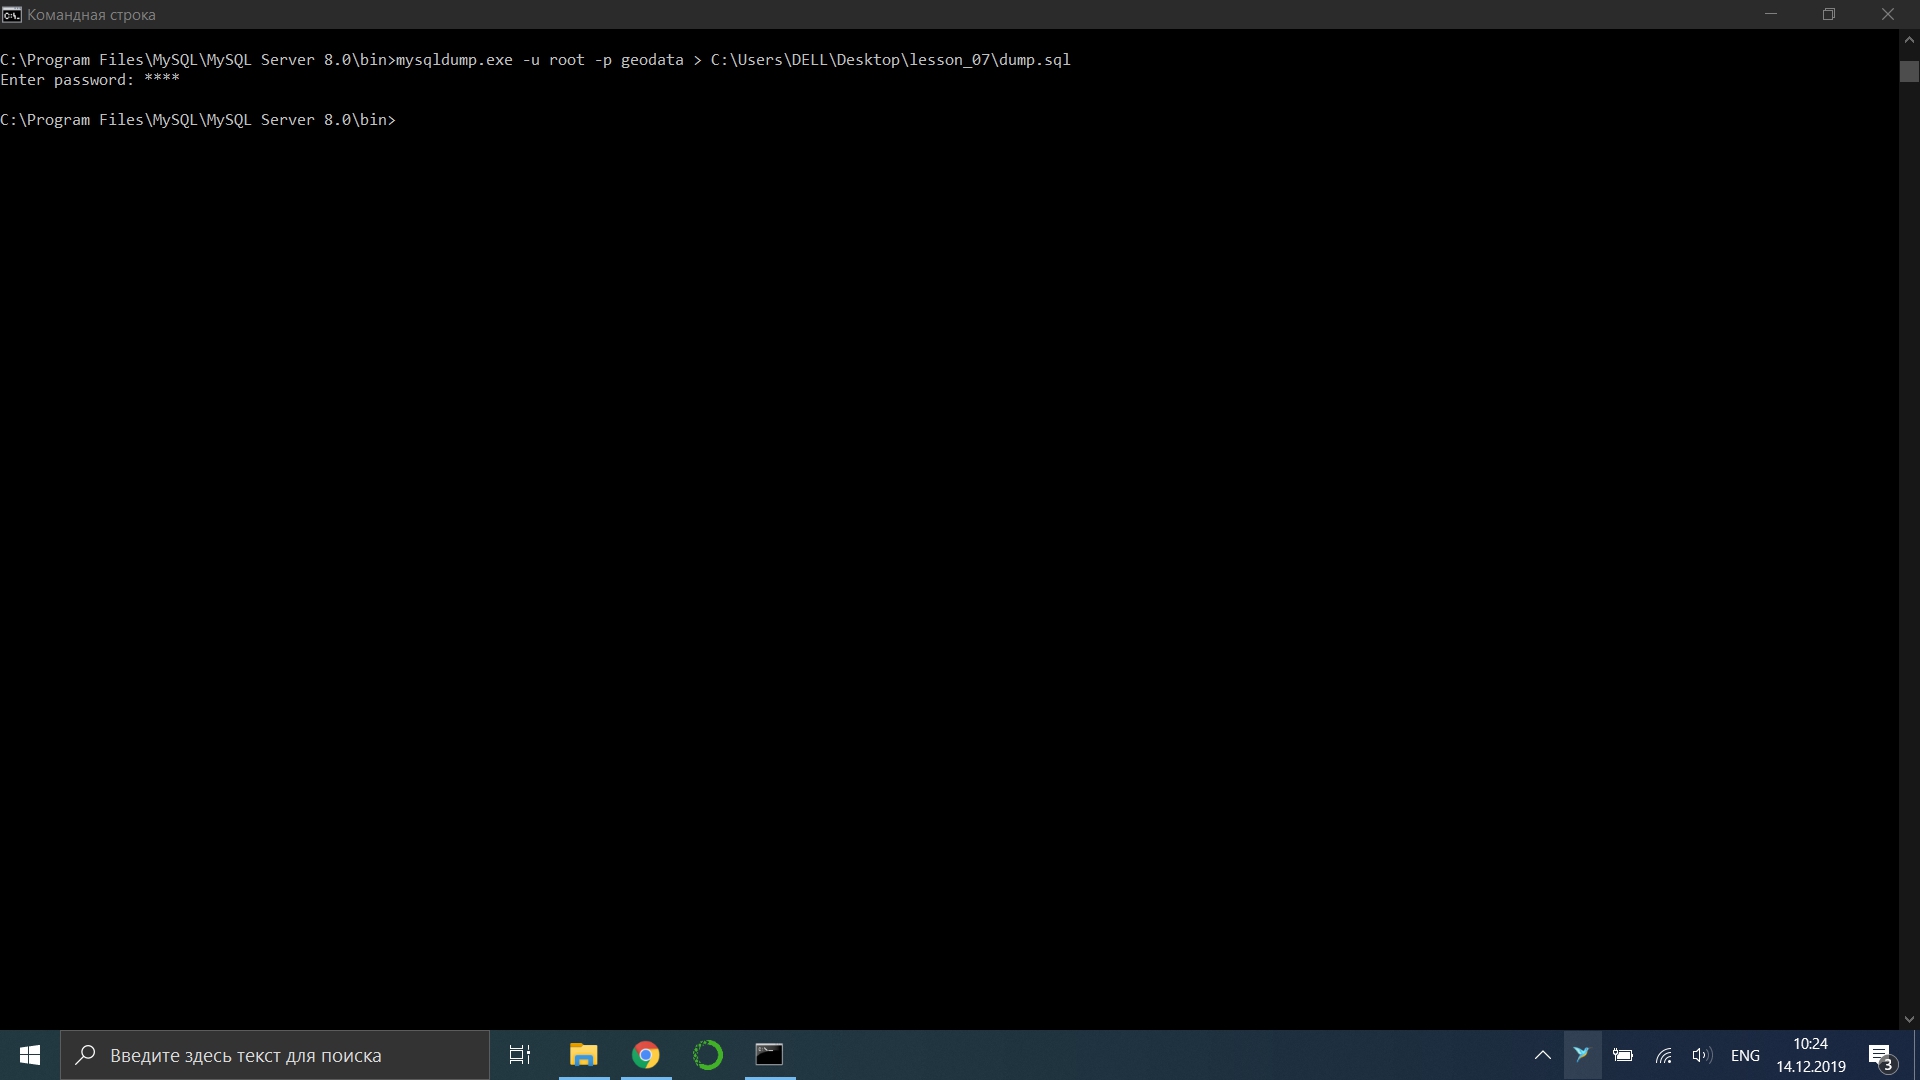 Командная строка
C:\Program Files\MySQL\MySQL Server 8.0\bin>mysqldump.exe -u root -p geodata > C:\Users\DELL\Desktop\lesson_07\dump.sql
Enter password: ****
C:\Program Files\MySQL\MySQL Server 8.0\bin>
Введите здесь текст для поиска
ENG
10:24
14.12.2019
3